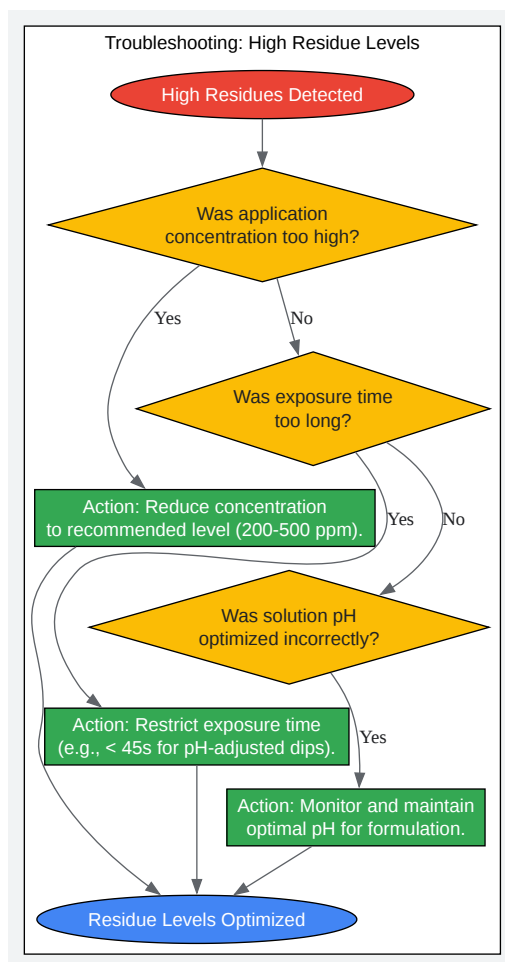 Troubleshooting: High Residue Levels
High Residues Detected
Was application
concentration too high?
Yes
No
Was exposure time
too long?
Action: Reduce concentration
to recommended level (200-500 ppm).
Yes
No
Was solution pH
optimized incorrectly?
Action: Restrict exposure time
(e.g., < 45s for pH-adjusted dips).
Yes
Action: Monitor and maintain
optimal pH for formulation.
Residue Levels Optimized